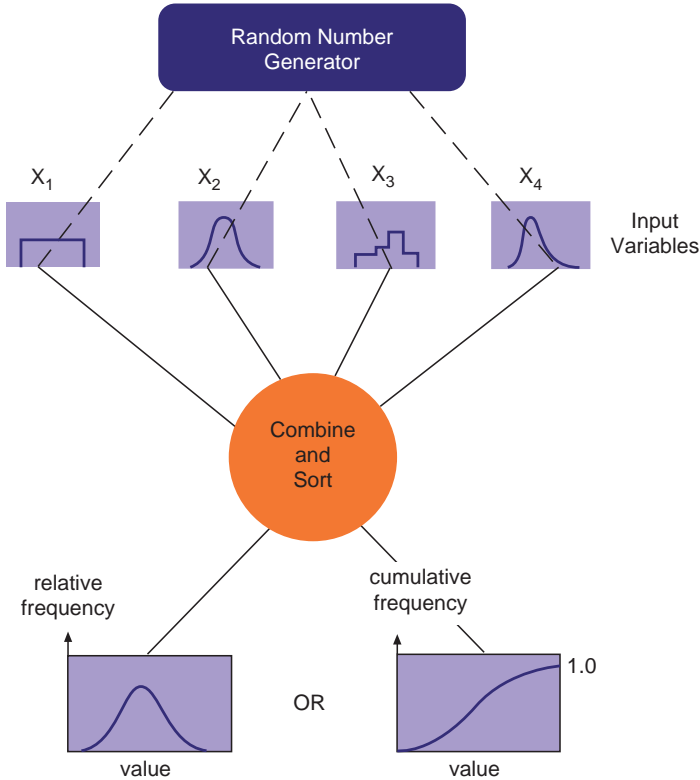 Random Number
Generator
X1
X2
X3
X4
Input
Variables
Combine
and
Sort
relative
frequency
cumulative
frequency
1.0
OR
value
value